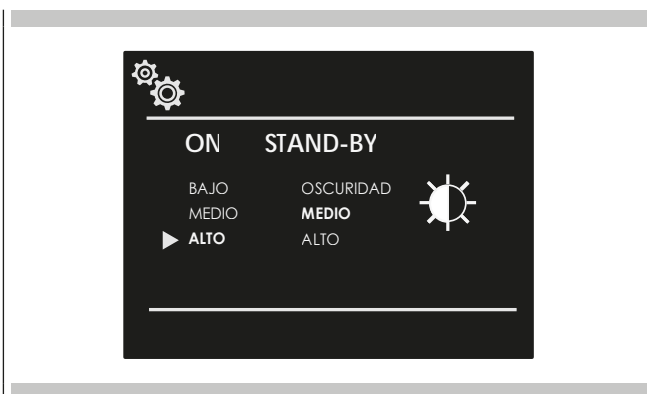 ON STAND-BY
BAJO OSCURIDAD
MEDIO MEDIO
ALTO ALTO